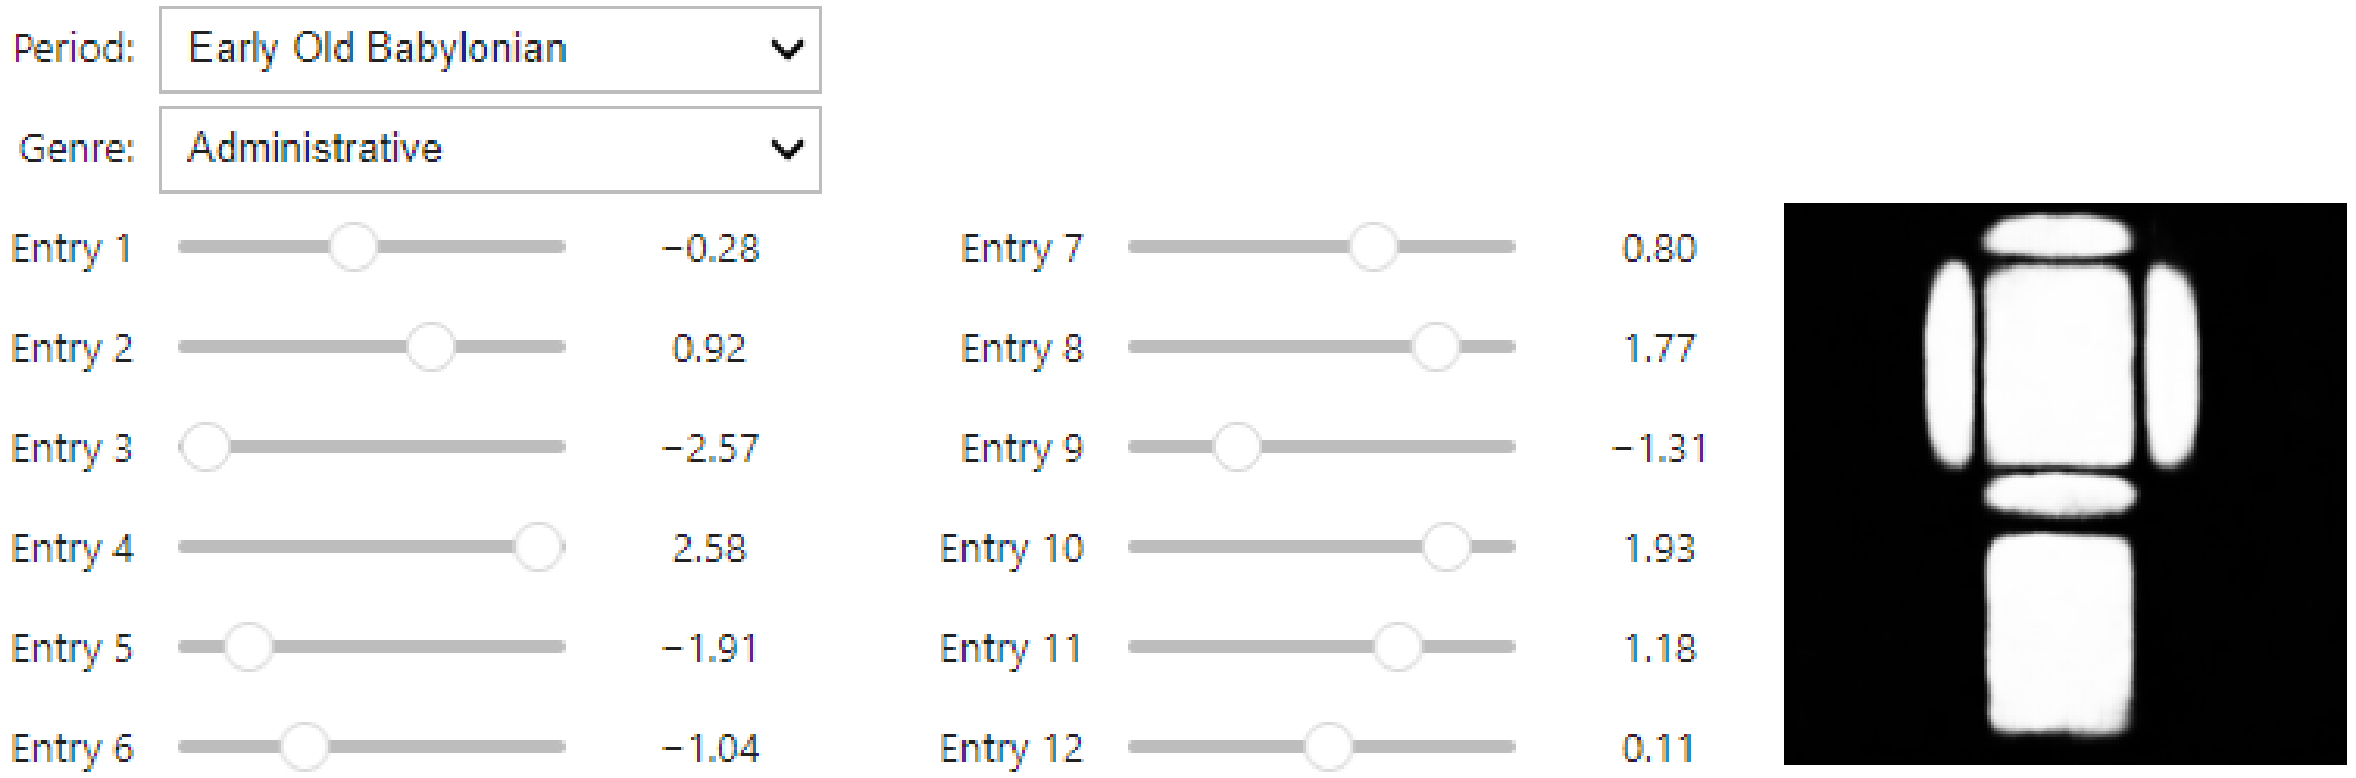 Period: Early Old Babylonian
Genre: Administrative
Entry 1 −0.28 Entry 7 0.80
Entry 2 0.92 Entry 8 1.77
Entry 3 −2.57 Entry 9 −1.31
Entry 4 2.58 Entry 10 1.93
Entry 5 −1.91 Entry 11 1.18
Entry 6 −1.04 Entry 12 0.11